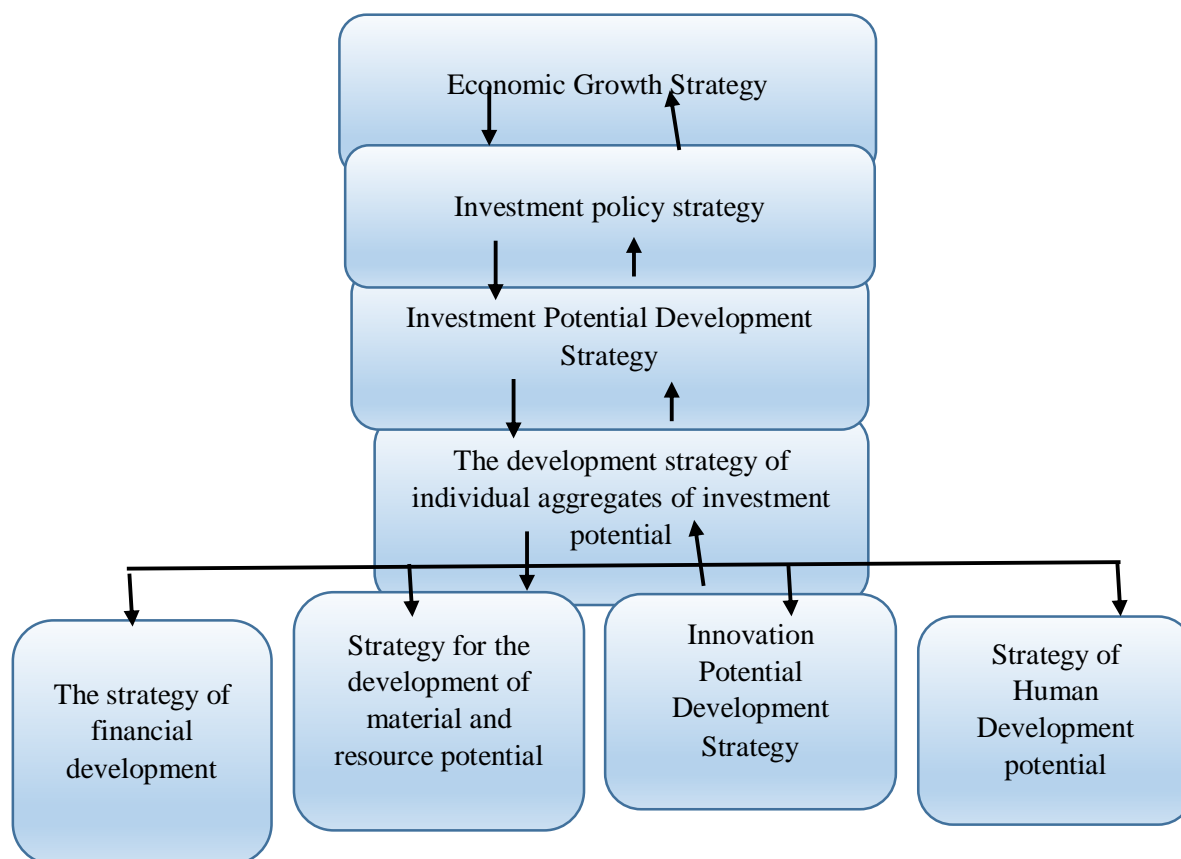 Economic Growth Strategy
Investment policy strategy
Investment Potential Development
Strategy
The development strategy of
individual aggregates of investment
potential
The strategy of
financial
development
Strategy for the
development of
material and
resource potential
Innovation
Potential
Development
Strategy
Strategy of
Human
Development
potential